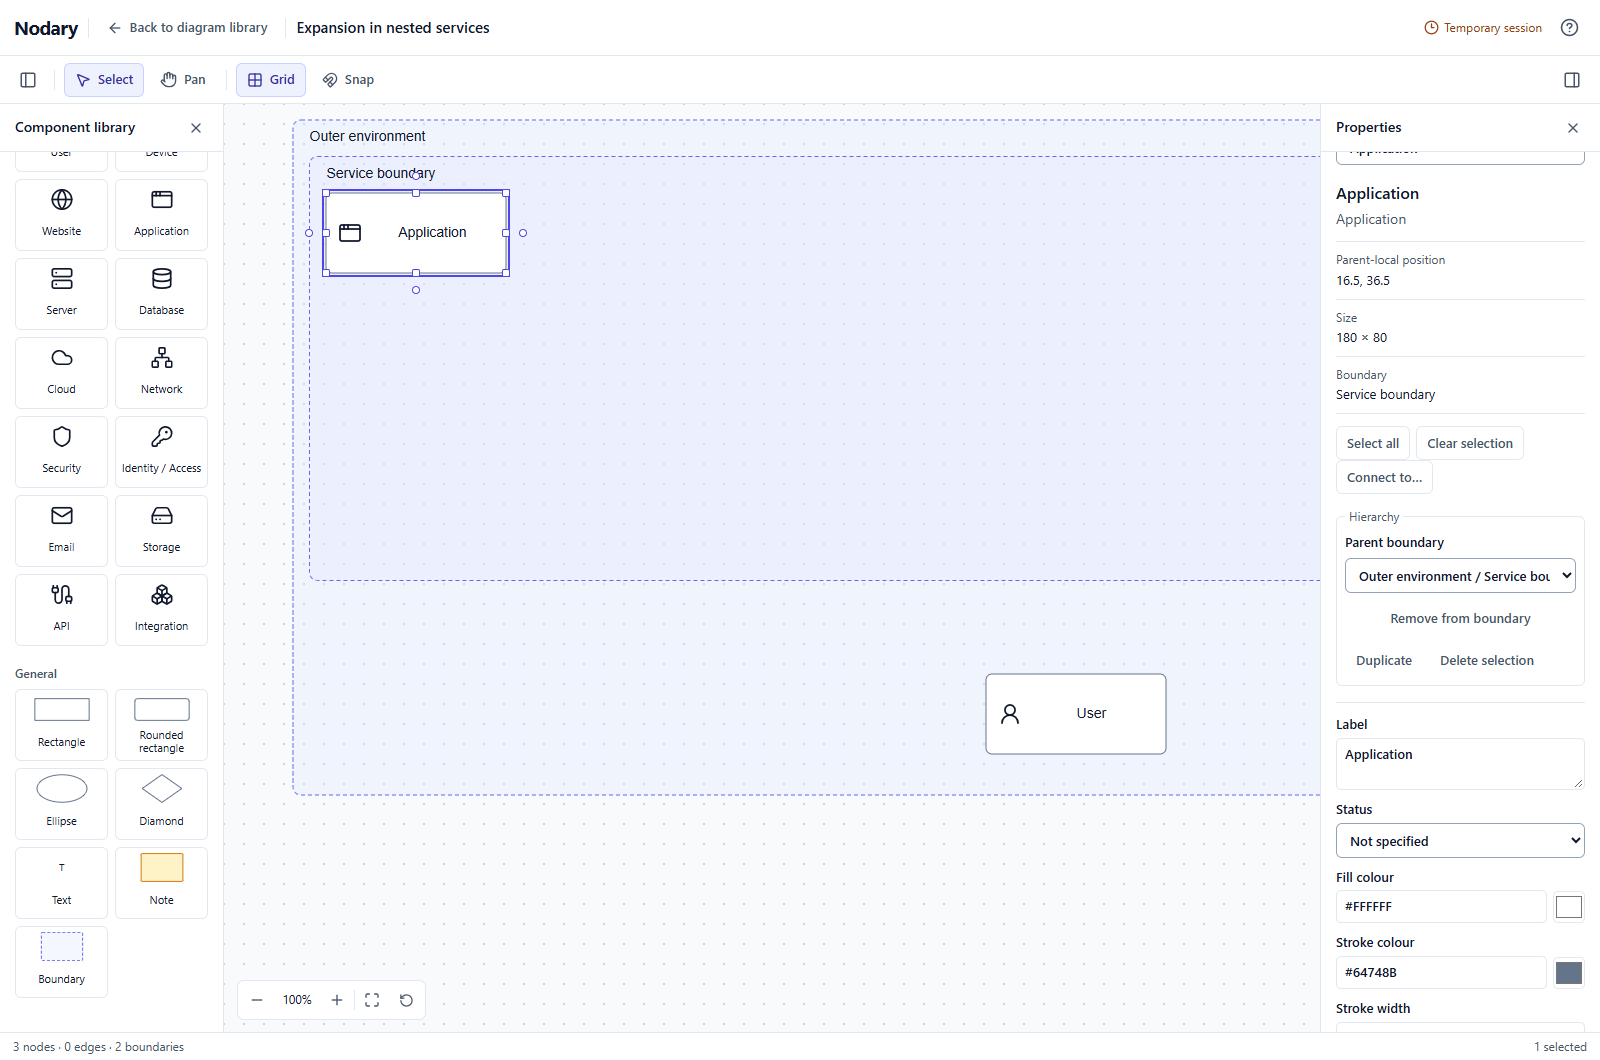 Nodary
Back to diagram library
Expansion in nested services
Temporary session
Select
Pan
Grid
Snap
Component library
User
Device
Website
Application
Server
Database
Cloud
Network
Security
Identity / Access
Email
Storage
API
Integration
General
Rectangle
Rounded
rectangle
Ellipse
Diamond
T
Text
Note
Boundary
Outer environment
Service boundary
Application
User
100%
Properties
Application
Application
Application
Parent-local position
16.5, 36.5
Size
180 × 80
Boundary
Service boundary
Select all
Clear selection
Connect to...
Hierarchy
Parent boundary
Outer environment / Service bou
Remove from boundary
Duplicate
Delete selection
Label
Application
Status
Not specified
Fill colour
#FFFFFF
Stroke colour
#64748B
Stroke width
3 nodes · 0 edges · 2 boundaries
1 selected